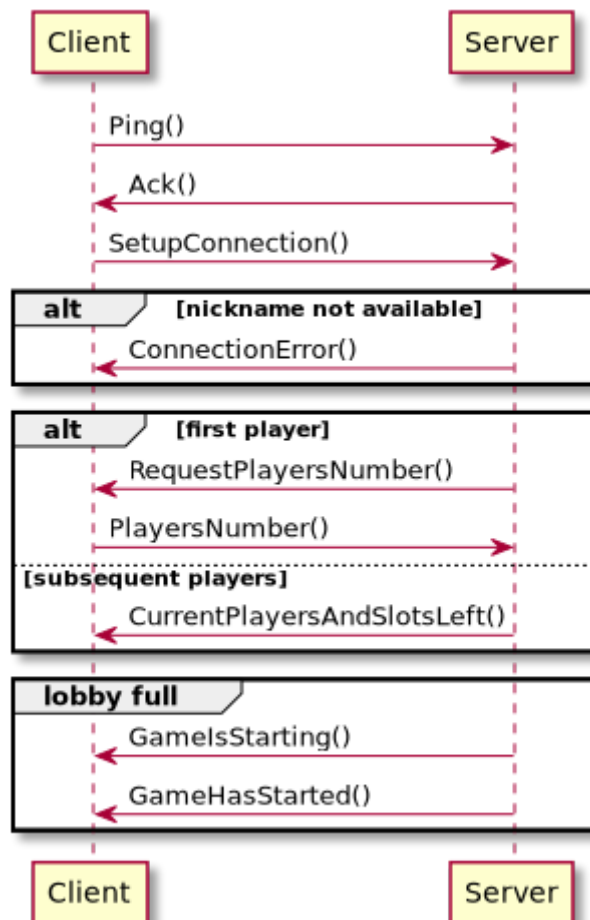 Client Server
Ping()
Ack()
SetupConnection()
alt [nickname not available]
ConnectionError()
alt [first player]
RequestPlayersNumber()
PlayersNumber()
[subsequent players]
CurrentPlayersAndSlotsLeft()
lobby full
GameIsStarting()
GameHasStarted()
Client Server